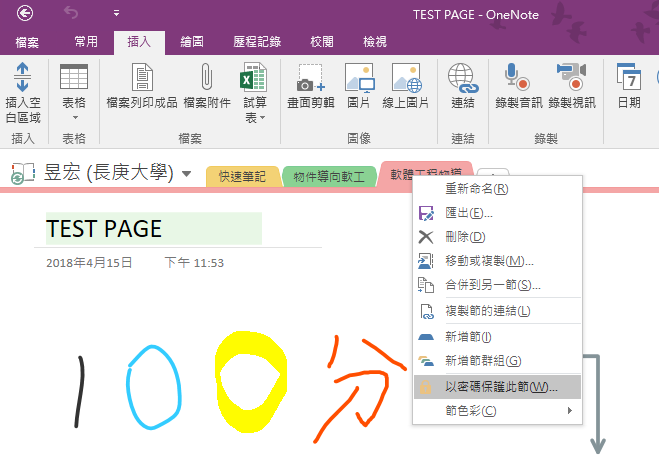 TEST PAGE - OneNote
檔案 常用 插入 繪圖 歷程記錄 校閱 檢視
插入空白區域 表格 檔案列印成品 檔案附件 試算表 畫面剪輯 圖片 線上圖片 連結 錄製音訊 錄製視訊 日期
插入 表格 檔案 圖像 連結 錄製
昱宏 (長庚大學) 快速筆記 物件導向軟工 軟體工程物導
重新命名(R)
匯出(E)...
刪除(D)
移動或複製(M)...
合併到另一節(S)...
複製節的連結(L)
新增節(I)
新增節群組(G)
以密碼保護此節(W)...
節色彩(C)
TEST PAGE
2018年4月15日 下午 11:53
100分